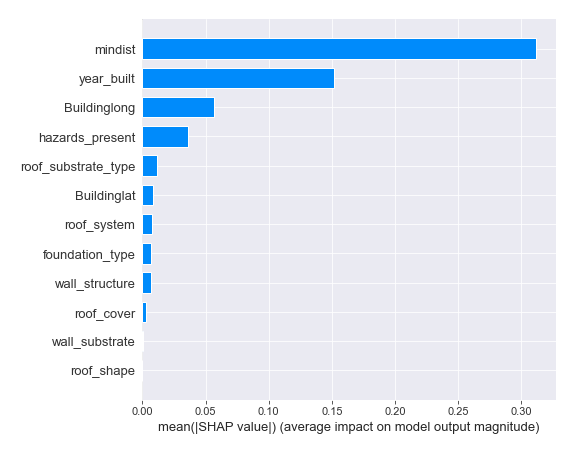 mindist
year_built
Buildinglong
hazards_present
roof_substrate_type
Buildinglat
roof_system
foundation_type
wall_structure
roof_cover
wall_substrate
roof_shape
0.00 0.05 0.10 0.15 0.20 0.25 0.30
mean(|SHAP value|) (average impact on model output magnitude)